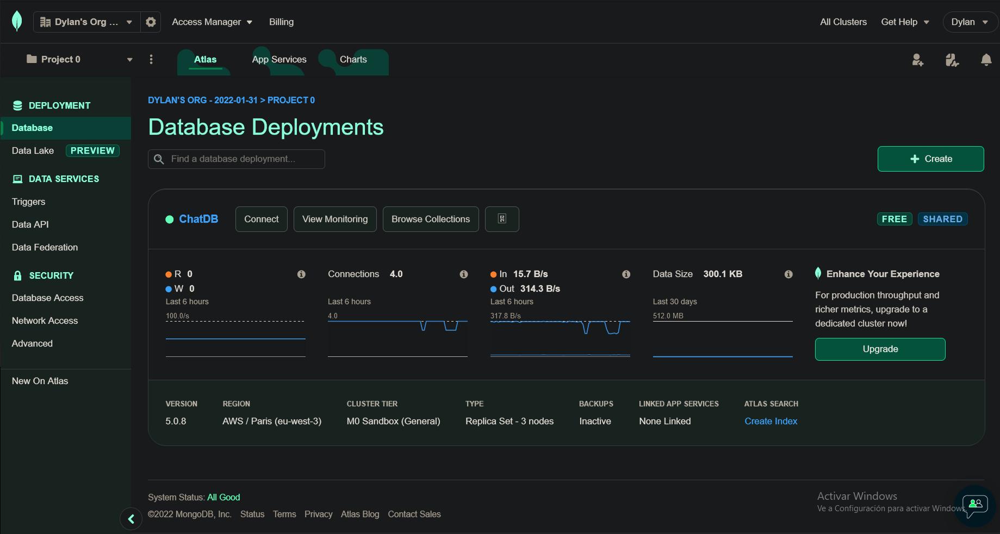 Dylan's Org ...
Access Manager
Billing
All Clusters
Get Help
Dylan
Project 0
Atlas
App Services
Charts
DEPLOYMENT
Database
Data Lake PREVIEW
DATA SERVICES
Triggers
Data API
Data Federation
SECURITY
Database Access
Network Access
Advanced
New On Atlas
DYLAN'S ORG - 2022-01-31 > PROJECT 0
Database Deployments
Find a database deployment...
Create
ChatDB
Connect
View Monitoring
Browse Collections
FREE
SHARED
R 0
W 0
Last 6 hours
100.0/s
Connections 4.0
Last 6 hours
4.0
In 15.7 B/s
Out 314.3 B/s
Last 6 hours
317.8 B/s
Data Size 300.1 KB
Last 30 days
512.0 MB
Enhance Your Experience
For production throughput and
richer metrics, upgrade to a
dedicated cluster now!
Upgrade
VERSION
5.0.8
REGION
AWS / Paris (eu-west-3)
CLUSTER TIER
M0 Sandbox (General)
TYPE
Replica Set - 3 nodes
BACKUPS
Inactive
LINKED APP SERVICES
None Linked
ATLAS SEARCH
Create Index
System Status: All Good
©2022 MongoDB, Inc. Status Terms Privacy Atlas Blog Contact Sales
Activar Windows
Ve a Configuración para activar Windows.